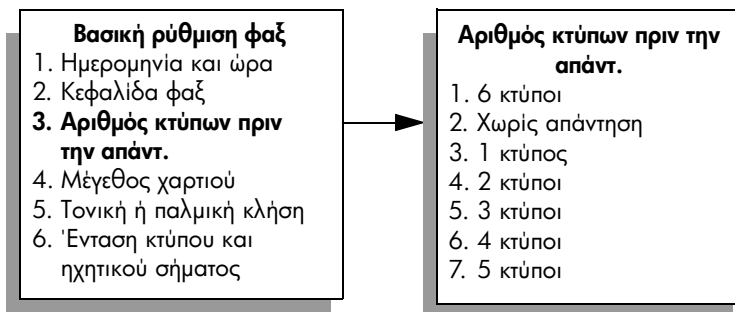 Βασική ρύθμιση φαξ
1. Ημερομηνία και ώρα
2. Κεφαλίδα φαξ
3. Αριθμός κτύπων πριν
την απάντ.
4. Μέγεθος χαρτιού
5. Τονική ή παλμική κλήση
6. Ένταση κτύπου και
ηχητικού σήματος
Αριθμός κτύπων πριν την
απάντ.
1. 6 κτύποι
2. Χωρίς απάντηση
3. 1 κτύπος
4. 2 κτύποι
5. 3 κτύποι
6. 4 κτύποι
7. 5 κτύποι